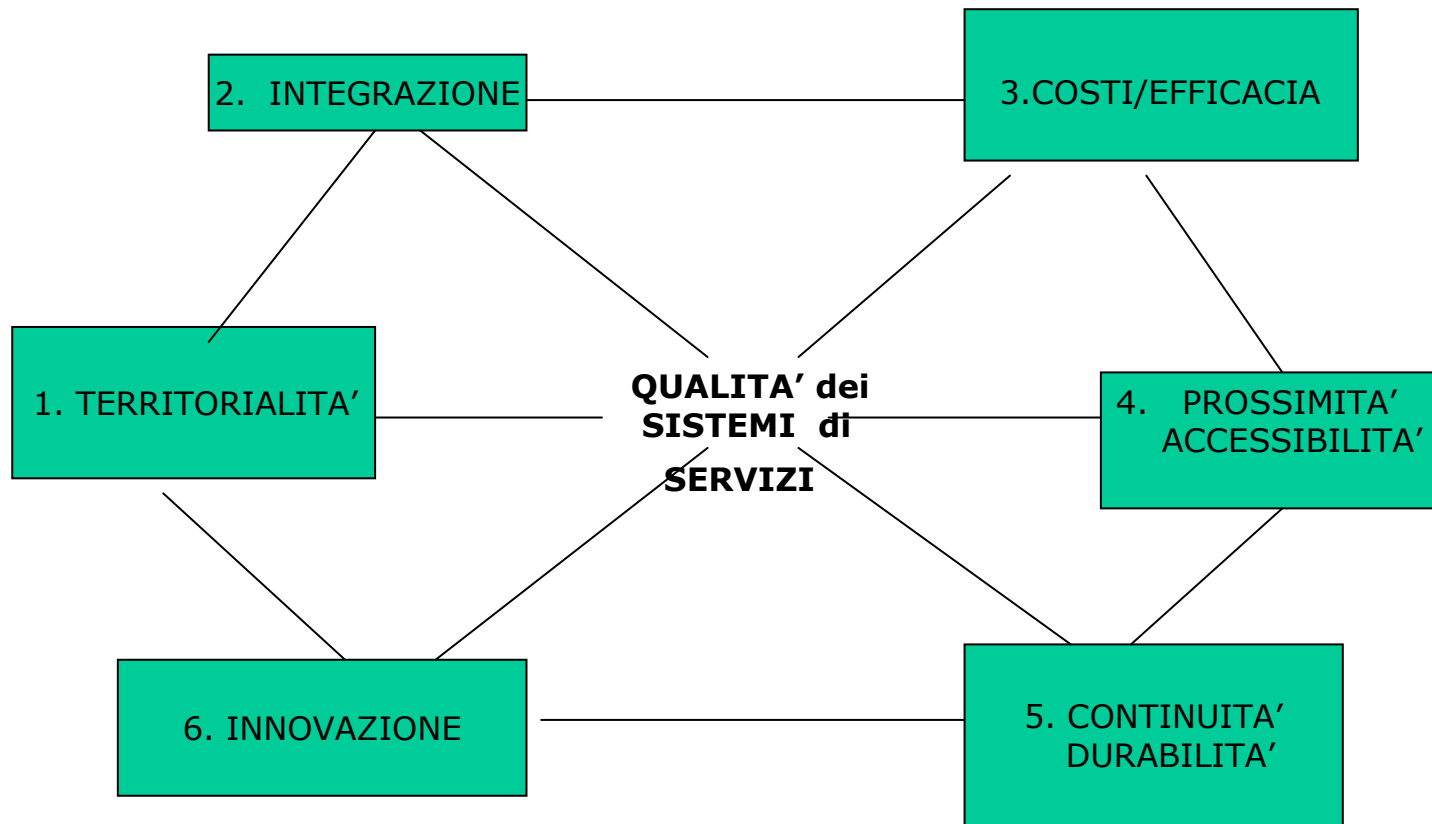 2. INTEGRAZIONE
3.COSTI/EFFICACIA
1. TERRITORIALITA’
QUALITA’ dei
SISTEMI di
SERVIZI
4. PROSSIMITA’
ACCESSIBILITA’
6. INNOVAZIONE
5. CONTINUITA’
DURABILITA’